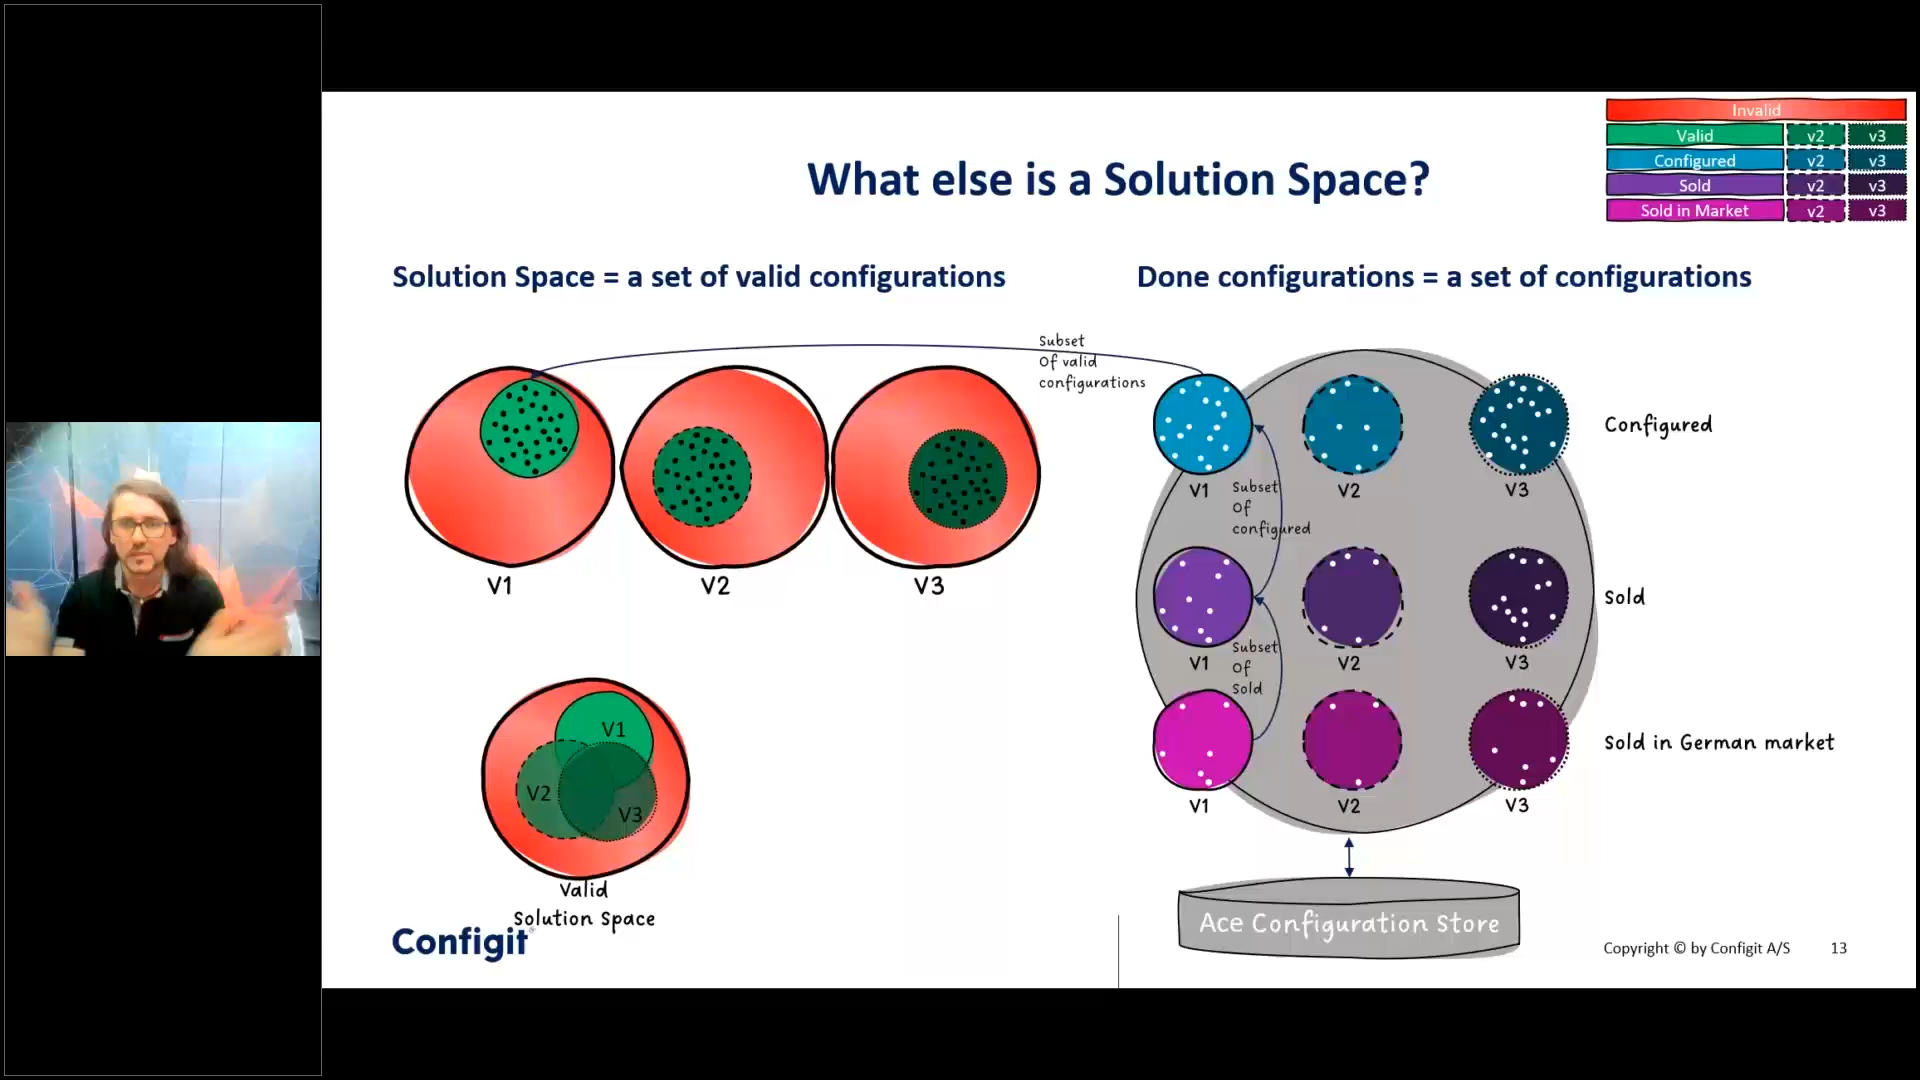 Invalid
Valid v2 v3
Configured v2 v3
Sold v2 v3
Sold in Market v2 v3
What else is a Solution Space?
Solution Space = a set of valid configurations
Done configurations = a set of configurations
Subset
Of valid
configurations
V1
V2
V3
V1
V2
V3
Valid
Solution Space
Configured
V1
V2
V3
Subset
Of
configured
Sold
V1
V2
V3
Subset
Of
Sold
Sold in German market
V1
V2
V3
Ace Configuration Store
Configit
Copyright © by Configit A/S
13